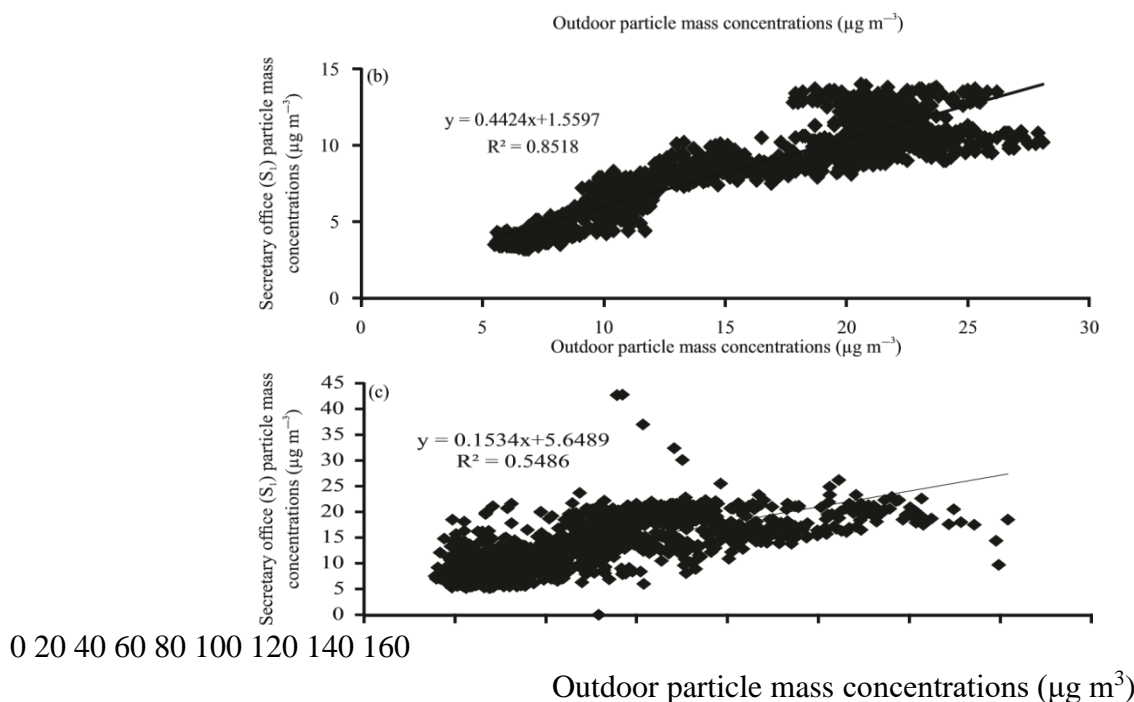 Outdoor particle mass concentrations (µg m⁻³)
(b)
Secretary office (S₁) particle mass
concentrations (µg m⁻³)
15
10
5
0
y = 0.4424x+1.5597
R² = 0.8518
0 5 10 15 20 25 30
Outdoor particle mass concentrations (µg m⁻³)
(c)
Secretary office (S₁) particle mass
concentrations (µg m⁻³)
45
40
35
30
25
20
15
10
5
0
y = 0.1534x+5.6489
R² = 0.5486
0 20 40 60 80 100 120 140 160
Outdoor particle mass concentrations (µg m³)